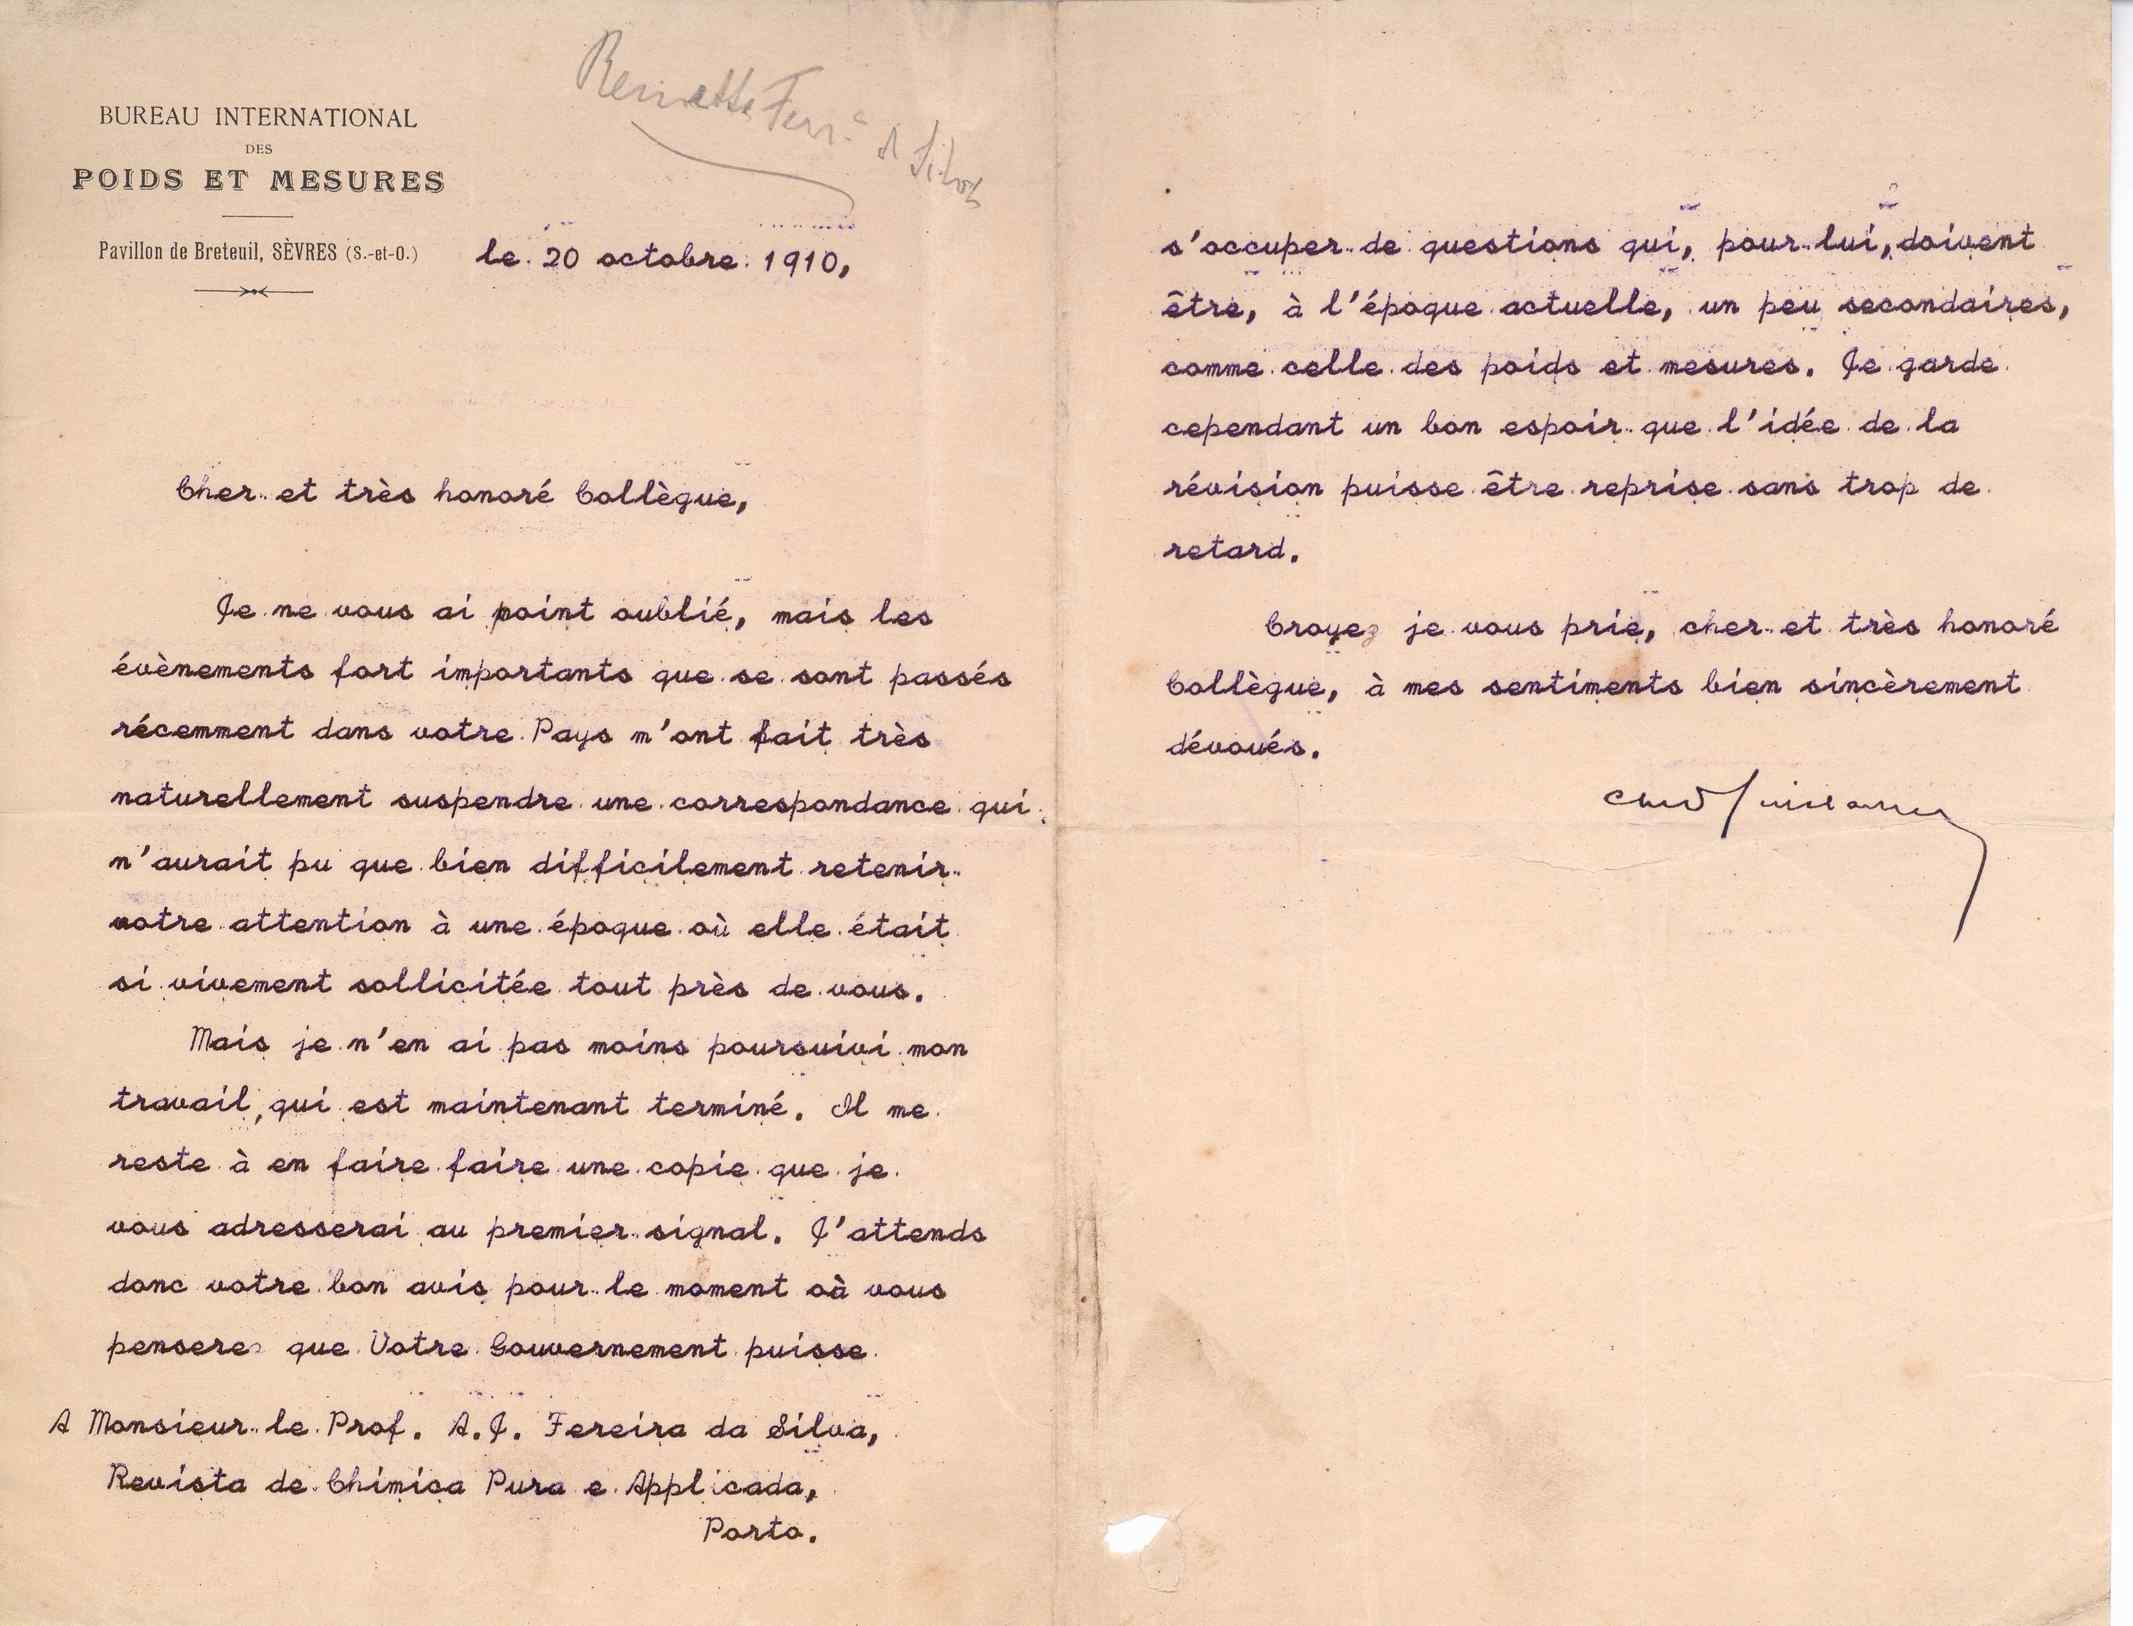 BUREAU INTERNATIONAL
DES
POIDS ET MESURES
Pavillon de Breteuil, SÈVRES (S.-et-O.)
le 20 octobre 1910,
Cher et très honoré Collègue,
Je ne vous ai point oublié, mais les
évènements fort importants que se sont passés
récemment dans votre Pays m'ont fait très
naturellement suspendre une correspondance qui
n'aurait pu que bien difficilement retenir
votre attention à une époque où elle était
si vivement sollicitée tout près de vous.
Mais je n'en ai pas moins poursuivi mon
travail, qui est maintenant terminé. Il me
reste à en faire faire une copie que je
vous adresserai au premier signal. J'attends
donc votre bon avis pour le moment oà vous
penserez que Votre Gouvernement puisse
A Monsieur le Prof. A.J. Fereira da Silva,
Revista de Chimica Pura e Applicada,
Porto.
s'occuper de questions qui, pour lui, doivent
être, à l'époque actuelle, un peu secondaires,
comme celle des poids et mesures. Je garde
cependant un bon espoir que l'idée de la
révision puisse être reprise sans trop de
retard.
Croyez je vous prie, cher et très honoré
Collègue, à mes sentiments bien sincèrement
dévoués.
Guillaume